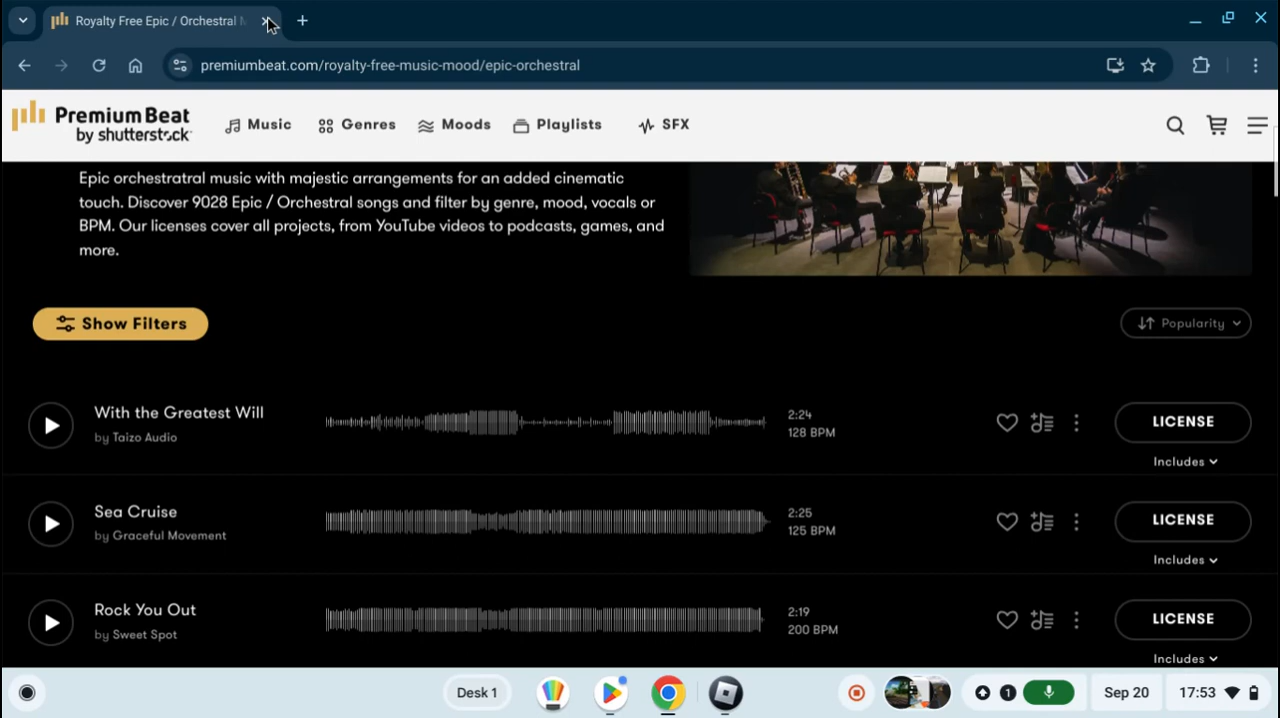 Royalty Free Epic / Orchestral
premiumbeat.com/royalty-free-music-mood/epic-orchestral
PremiumBeat
by shutterstock
Music
Genres
Moods
Playlists
SFX
Epic orchestratral music with majestic arrangements for an added cinematic
touch. Discover 9028 Epic / Orchestral songs and filter by genre, mood, vocals or
BPM. Our licenses cover all projects, from YouTube videos to podcasts, games, and
more.
Show Filters
Popularity
With the Greatest Will
by Taizo Audio
2:24
128 BPM
LICENSE
Includes
Sea Cruise
by Graceful Movement
2:25
125 BPM
LICENSE
Includes
Rock You Out
by Sweet Spot
2:19
200 BPM
LICENSE
Includes
Desk 1
1
Sep 20
17:53